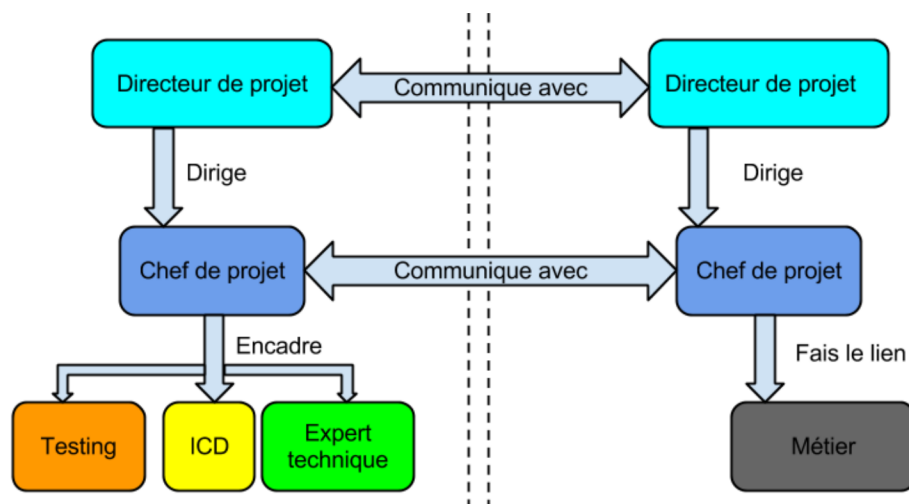 Directeur de projet
Communique avec
Directeur de projet
Dirige
Dirige
Chef de projet
Communique avec
Chef de projet
Encadre
Fais le lien
Testing
ICD
Expert
technique
Métier